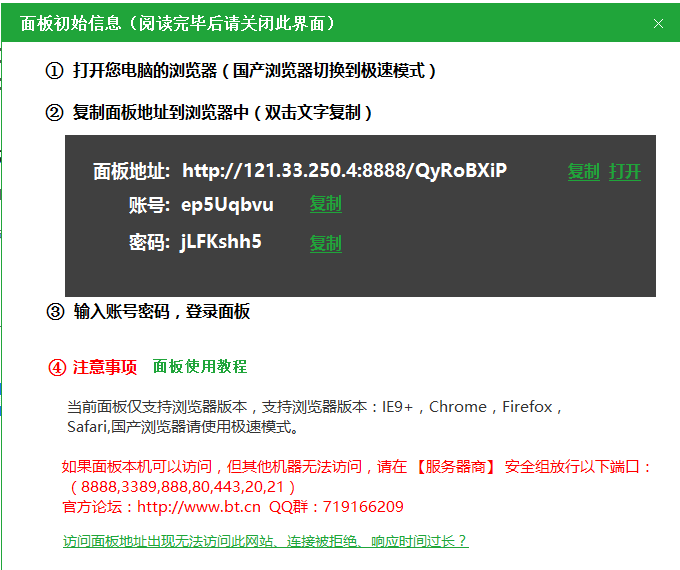 面板初始信息（阅读完毕后请关闭此界面）
① 打开您电脑的浏览器（国产浏览器切换到极速模式）
② 复制面板地址到浏览器中（双击文字复制）
面板地址: http://121.33.250.4:8888/QyRoBXiP 复制 打开
账号: ep5Uqbvu 复制
密码: jLFKshh5 复制
③ 输入账号密码，登录面板
④ 注意事项 面板使用教程
当前面板仅支持浏览器版本，支持浏览器版本：IE9+，Chrome，Firefox，
Safari,国产浏览器请使用极速模式。
如果面板本机可以访问，但其他机器无法访问，请在 【服务器商】 安全组放行以下端口：
（8888,3389,888,80,443,20,21）
官方论坛：http://www.bt.cn QQ群：719166209
访问面板地址出现无法访问此网站、连接被拒绝、响应时间过长？